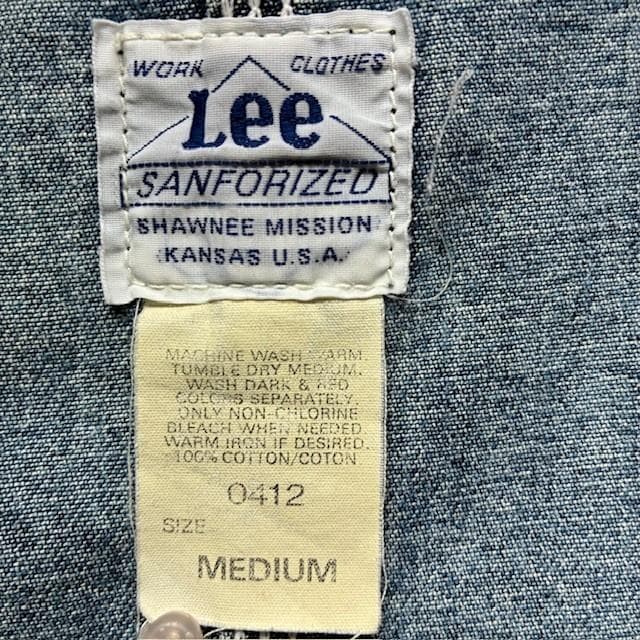 WORK CLOTHES
Lee
SANFORIZED
SHAWNEE MISSION
KANSAS U.S.A.
MACHINE WASH WARM.
TUMBLE DRY MEDIUM.
WASH DARK & RED
COLORS SEPARATELY.
ONLY NON-CHLORINE
BLEACH WHEN NEEDED.
WARM IRON IF DESIRED.
100% COTTON/COTON
0412
SIZE
MEDIUM